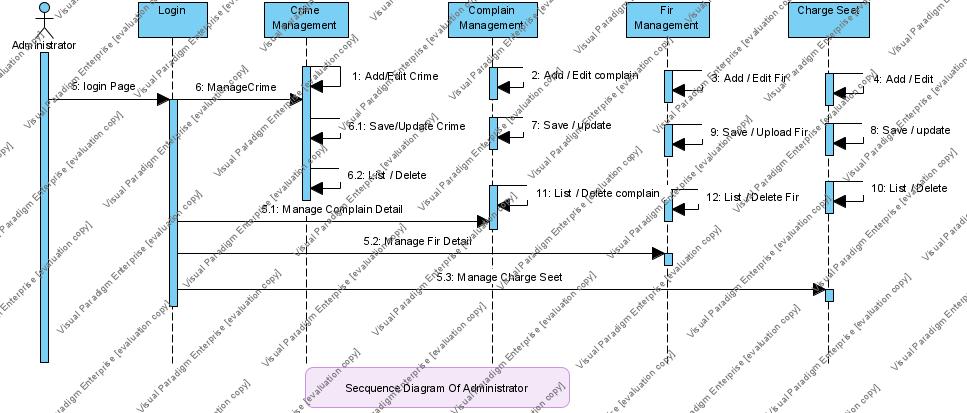 Login
Crime
Management
Complain
Management
Fir
Management
Charge Seet
Administrator
1: Add/Edit Crime
2: Add / Edit complain
3: Add / Edit Fir
4: Add / Edit
5: login Page
6: ManageCrime
6.1: Save/Update Crime
7: Save / update
9: Save / Upload Fir
8: Save / update
6.2: List / Delete
11: List / Delete complain
12: List / Delete Fir
10: List / Delete
5.1: Manage Complain Detail
5.2: Manage Fir Detail
5.3: Manage Charge Seet
Secquence Diagram Of Administrator
Visual Paradigm Enterprise [evaluation copy]